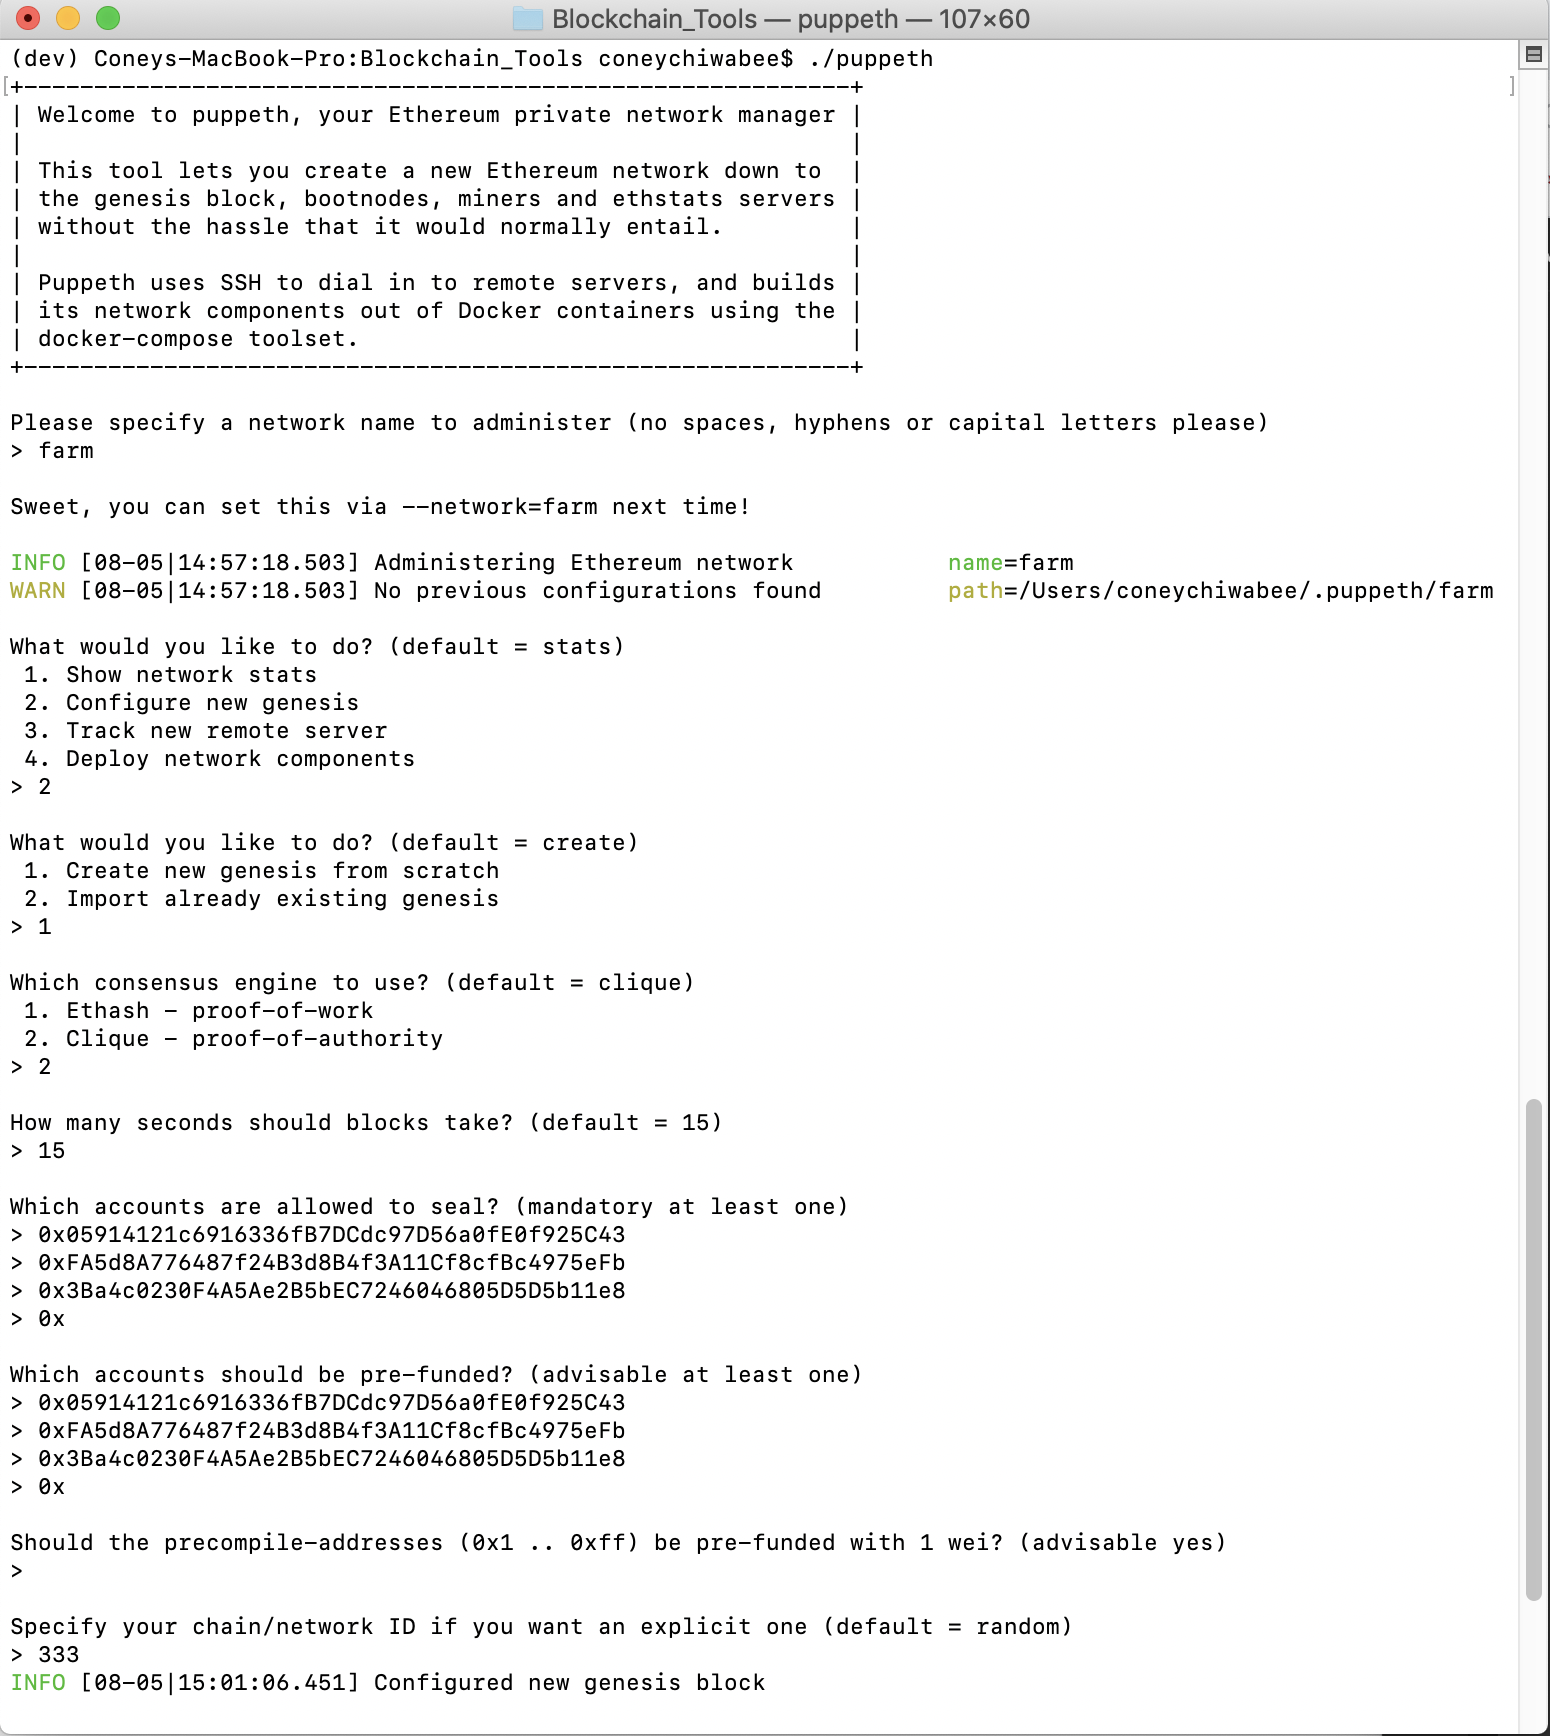 Blockchain_Tools — puppeth — 107×60
(dev) Coneys-MacBook-Pro:Blockchain_Tools coneychiwabee$ ./puppeth
[+-----------------------------------------------------------+ ]
| Welcome to puppeth, your Ethereum private network manager |
| |
| This tool lets you create a new Ethereum network down to |
| the genesis block, bootnodes, miners and ethstats servers |
| without the hassle that it would normally entail. |
| |
| Puppeth uses SSH to dial in to remote servers, and builds |
| its network components out of Docker containers using the |
| docker-compose toolset. |
+-----------------------------------------------------------+
Please specify a network name to administer (no spaces, hyphens or capital letters please)
> farm
Sweet, you can set this via --network=farm next time!
INFO [08-05|14:57:18.503] Administering Ethereum network name=farm
WARN [08-05|14:57:18.503] No previous configurations found path=/Users/coneychiwabee/.puppeth/farm
What would you like to do? (default = stats)
1. Show network stats
2. Configure new genesis
3. Track new remote server
4. Deploy network components
> 2
What would you like to do? (default = create)
1. Create new genesis from scratch
2. Import already existing genesis
> 1
Which consensus engine to use? (default = clique)
1. Ethash - proof-of-work
2. Clique - proof-of-authority
> 2
How many seconds should blocks take? (default = 15)
> 15
Which accounts are allowed to seal? (mandatory at least one)
> 0x05914121c6916336fB7DCdc97D56a0fE0f925C43
> 0xFA5d8A776487f24B3d8B4f3A11Cf8cfBc4975eFb
> 0x3Ba4c0230F4A5Ae2B5bEC7246046805D5D5b11e8
> 0x
Which accounts should be pre-funded? (advisable at least one)
> 0x05914121c6916336fB7DCdc97D56a0fE0f925C43
> 0xFA5d8A776487f24B3d8B4f3A11Cf8cfBc4975eFb
> 0x3Ba4c0230F4A5Ae2B5bEC7246046805D5D5b11e8
> 0x
Should the precompile-addresses (0x1 .. 0xff) be pre-funded with 1 wei? (advisable yes)
>
Specify your chain/network ID if you want an explicit one (default = random)
> 333
INFO [08-05|15:01:06.451] Configured new genesis block